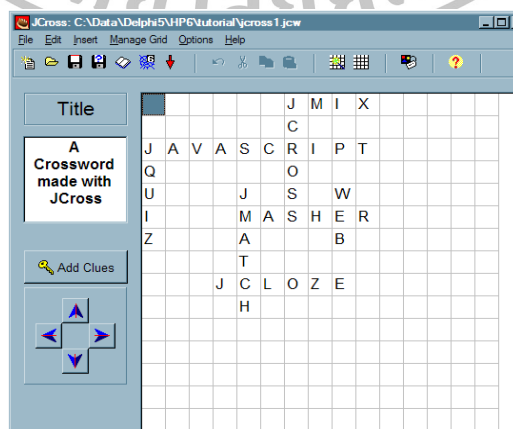 JCross: C:\Data\Delphi5\HP6\tutorial\jcross1.jcw
File Edit Insert Manage Grid Options Help
Title
A
Crossword
made with
JCross
Add Clues
J M I X
C
J A V A S C R I P T
Q O
U J S W
I M A S H E R
Z A B
T
J C L O Z E
H